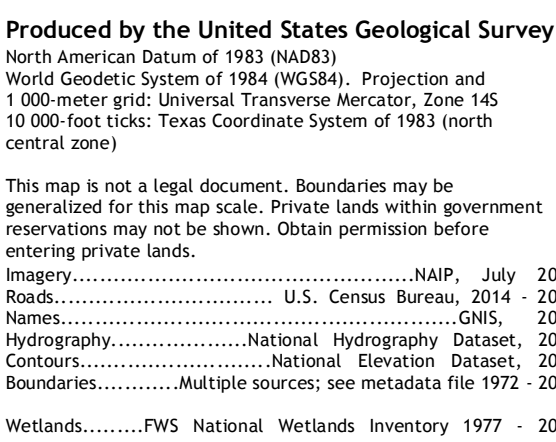 Produced by the United States Geological Survey
North American Datum of 1983 (NAD83)
World Geodetic System of 1984 (WGS84).  Projection and
1 000-meter grid: Universal Transverse Mercator, Zone 14S
10 000-foot ticks: Texas Coordinate System of 1983 (north
central zone)
This map is not a legal document. Boundaries may be
generalized for this map scale. Private lands within government
reservations may not be shown. Obtain permission before
entering private lands.
Imagery.................................................NAIP, July 20
Roads................................ U.S. Census Bureau, 2014 - 20
Names.........................................................GNIS, 20
Hydrography....................National Hydrography Dataset, 20
Contours............................National Elevation Dataset, 20
Boundaries............Multiple sources; see metadata file 1972 - 20
Wetlands.........FWS National Wetlands Inventory 1977 - 20